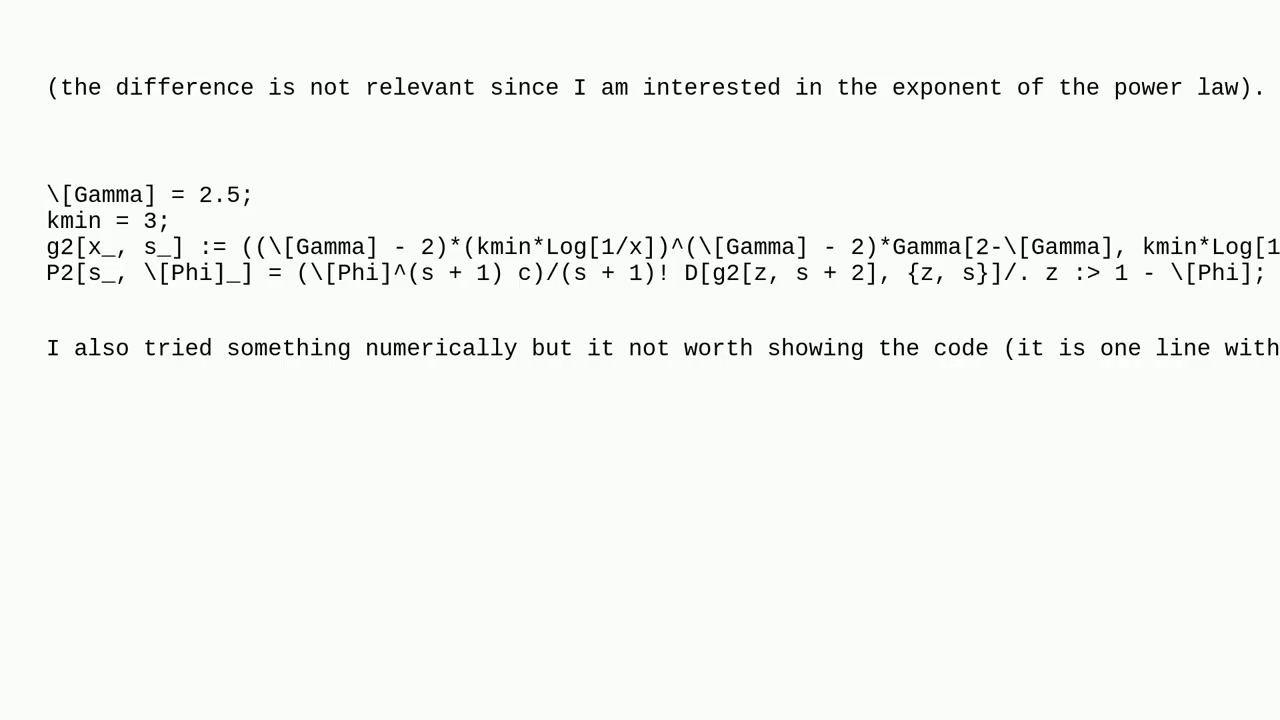 (the difference is not relevant since I am interested in the exponent of the power law).
\[Gamma] = 2.5;
kmin = 3;
g2[x_, s_] := ((\[Gamma] - 2)*(kmin*Log[1/x])^(\[Gamma] - 2)*Gamma[2-\[Gamma], kmin*Log[1
P2[s_, \[Phi]_] = (\[Phi]^(s + 1) c)/(s + 1)! D[g2[z, s + 2], {z, s}]/. z :> 1 - \[Phi];
I also tried something numerically but it not worth showing the code (it is one line with